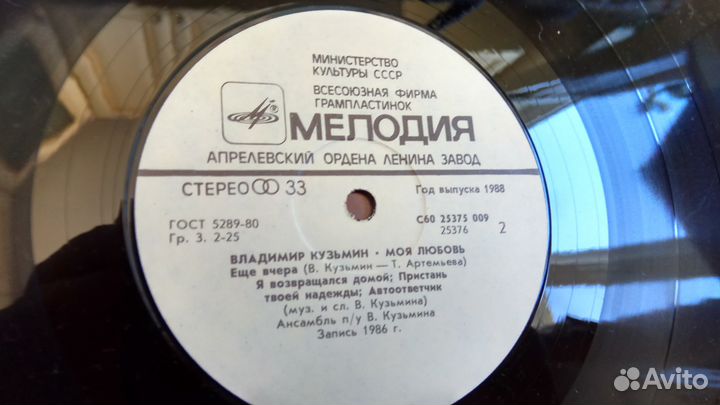 МИНИСТЕРСТВО
КУЛЬТУРЫ СССР
ВСЕСОЮЗНАЯ ФИРМА
ГРАМПЛАСТИНОК
® МЕЛОДИЯ
АПРЕЛЕВСКИЙ ОРДЕНА ЛЕНИНА ЗАВОД
СТЕРЕО 33
Год выпуска 1988
ГОСТ 5289-80
Гр. 3. 2-25
С60 25375 009
25376
2
ВЛАДИМИР КУЗЬМИН • МОЯ ЛЮБОВЬ
Еще вчера (В. Кузьмин — Т. Артемьева)
Я возвращался домой; Пристань
твоей надежды; Автоответчик
(муз. и сл. В. Кузьмина)
Ансамбль п/у В. Кузьмина
Запись 1986 г.
Avito